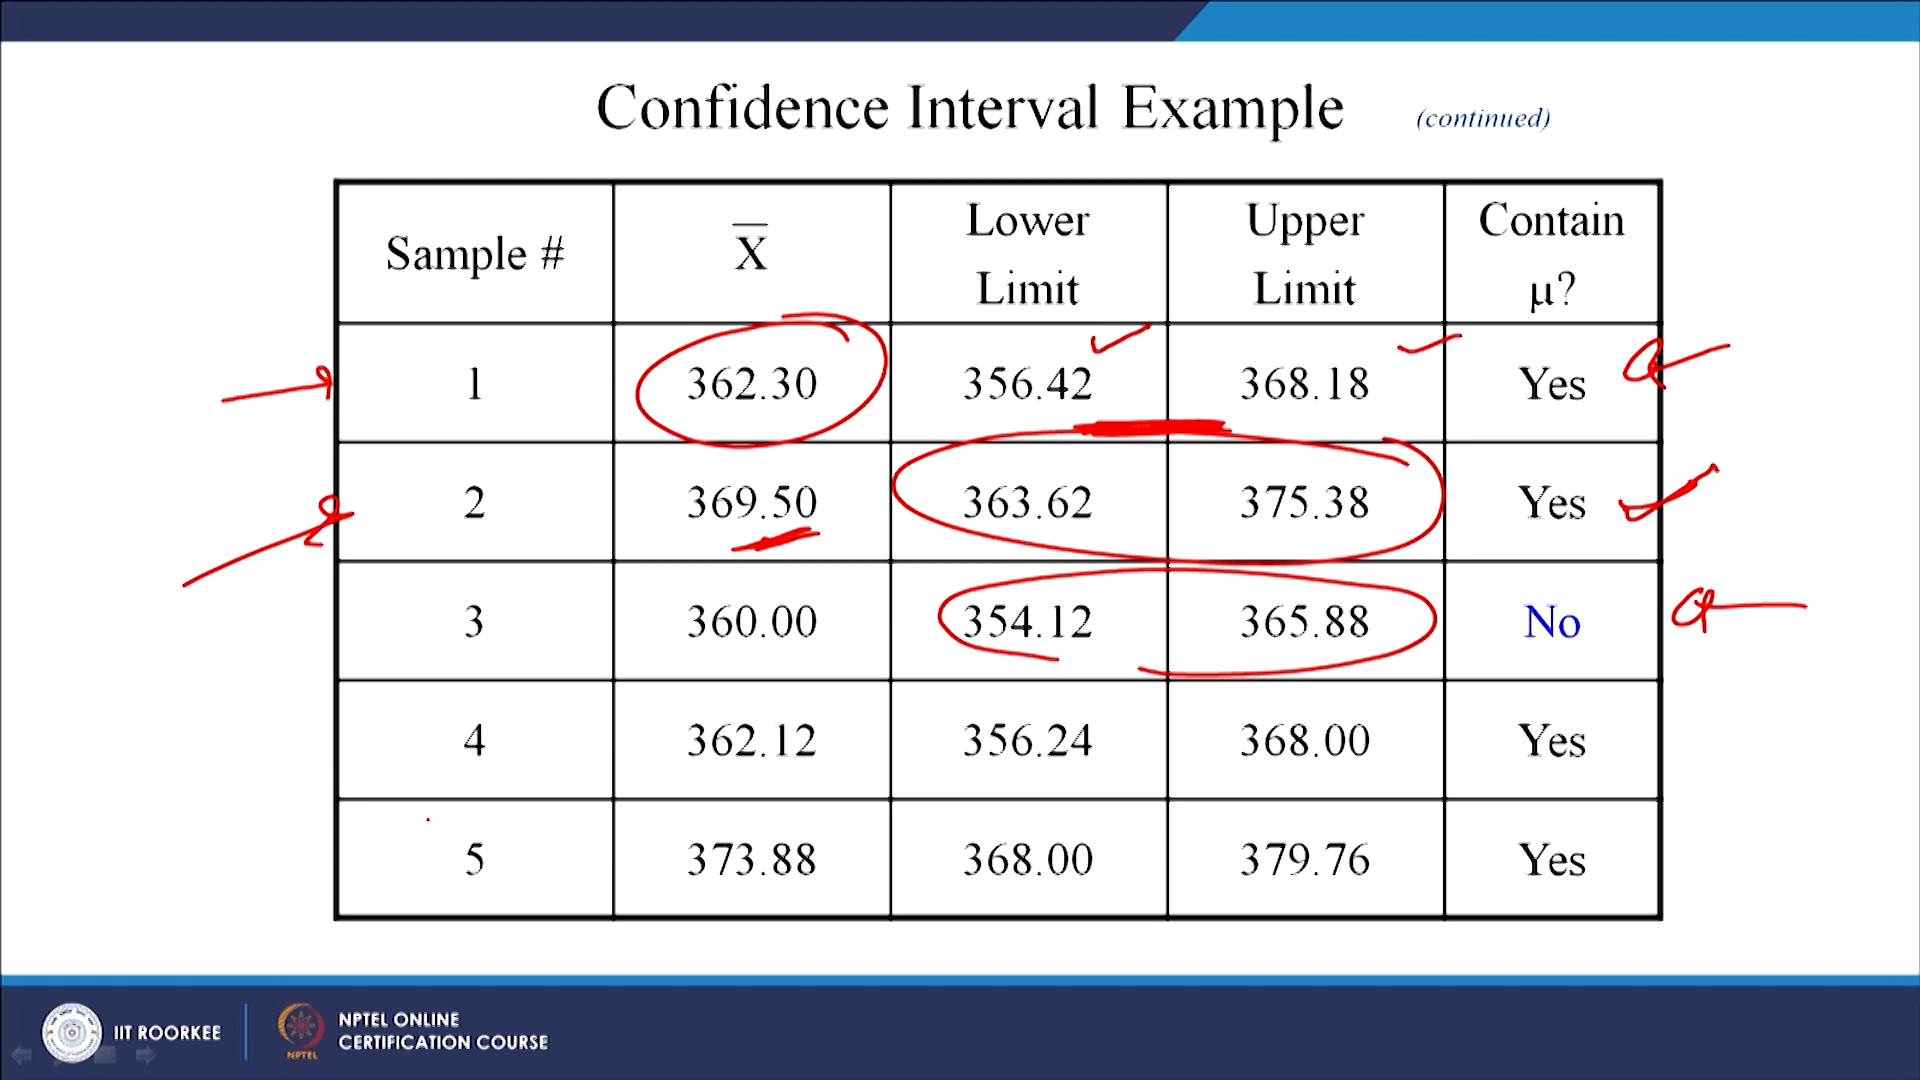 Confidence Interval Example (continued)
Sample # X Lower Limit Upper Limit Contain μ?
1 362.30 356.42 368.18 Yes
2 369.50 363.62 375.38 Yes
3 360.00 354.12 365.88 No
4 362.12 356.24 368.00 Yes
5 373.88 368.00 379.76 Yes
IIT ROORKEE
NPTEL
NPTEL ONLINE
CERTIFICATION COURSE